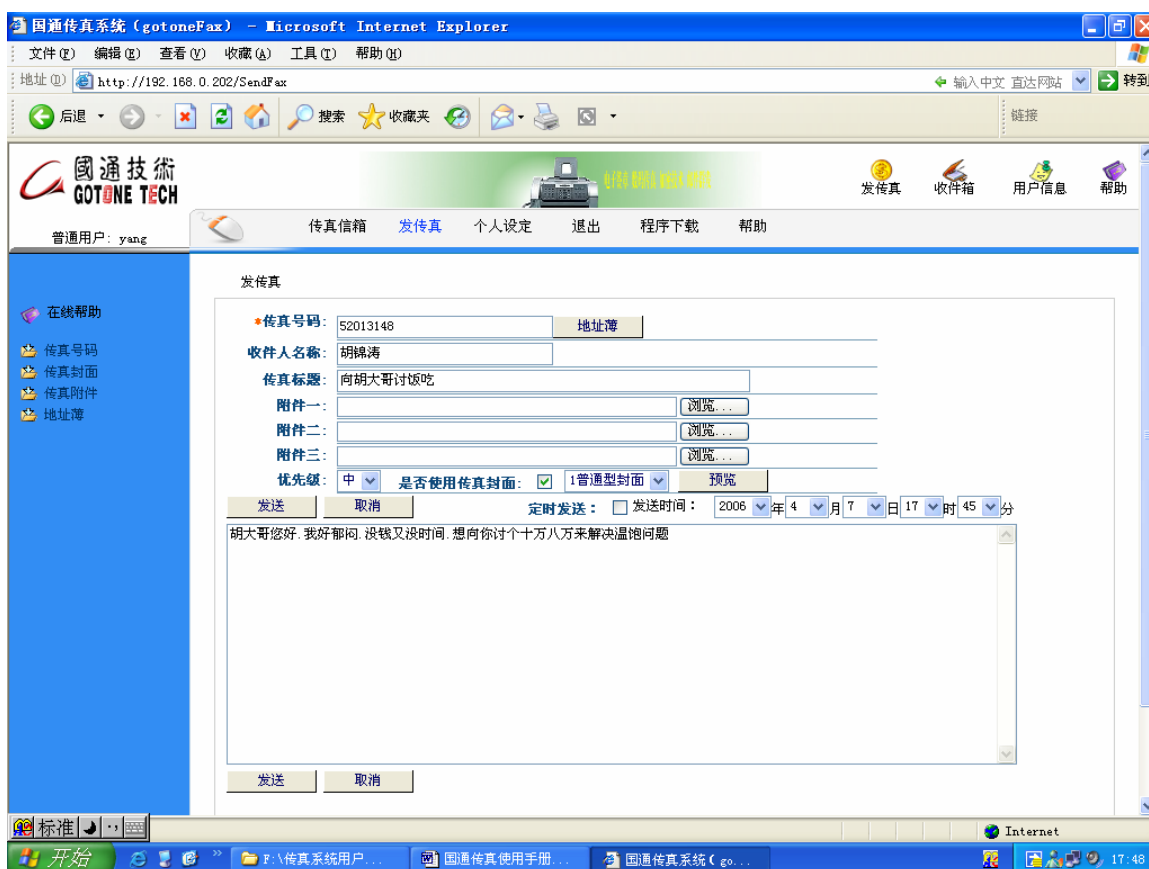 国通传真系统（gotoneFax） - Microsoft Internet Explorer
文件(F) 编辑(E) 查看(V) 收藏(A) 工具(T) 帮助(H)
地址(D) http://192.168.0.202/SendFax 输入中文 直达网站 转到
后退 搜索 收藏夹 链接
國通技術
GOTONE TECH
发传真 收件箱 用户信息 帮助
普通用户: yang
传真信箱 发传真 个人设定 退出 程序下载 帮助
发传真
在线帮助
传真号码
传真封面
传真附件
地址薄
*传真号码: 52013148 地址薄
收件人名称: 胡锦涛
传真标题: 向胡大哥讨饭吃
附件一: 浏览...
附件二: 浏览...
附件三: 浏览...
优先级: 中 是否使用传真封面: 1普通型封面 预览
发送 取消 定时发送： 发送时间： 2006 年 4 月 7 日 17 时 45 分
胡大哥您好.我好郁闷.没钱又没时间.想向你讨个十万八万来解决温饱问题
发送 取消
标准
Internet
开始 F:\传真系统用户... 国通传真使用手册... 国通传真系统( go... 17:48